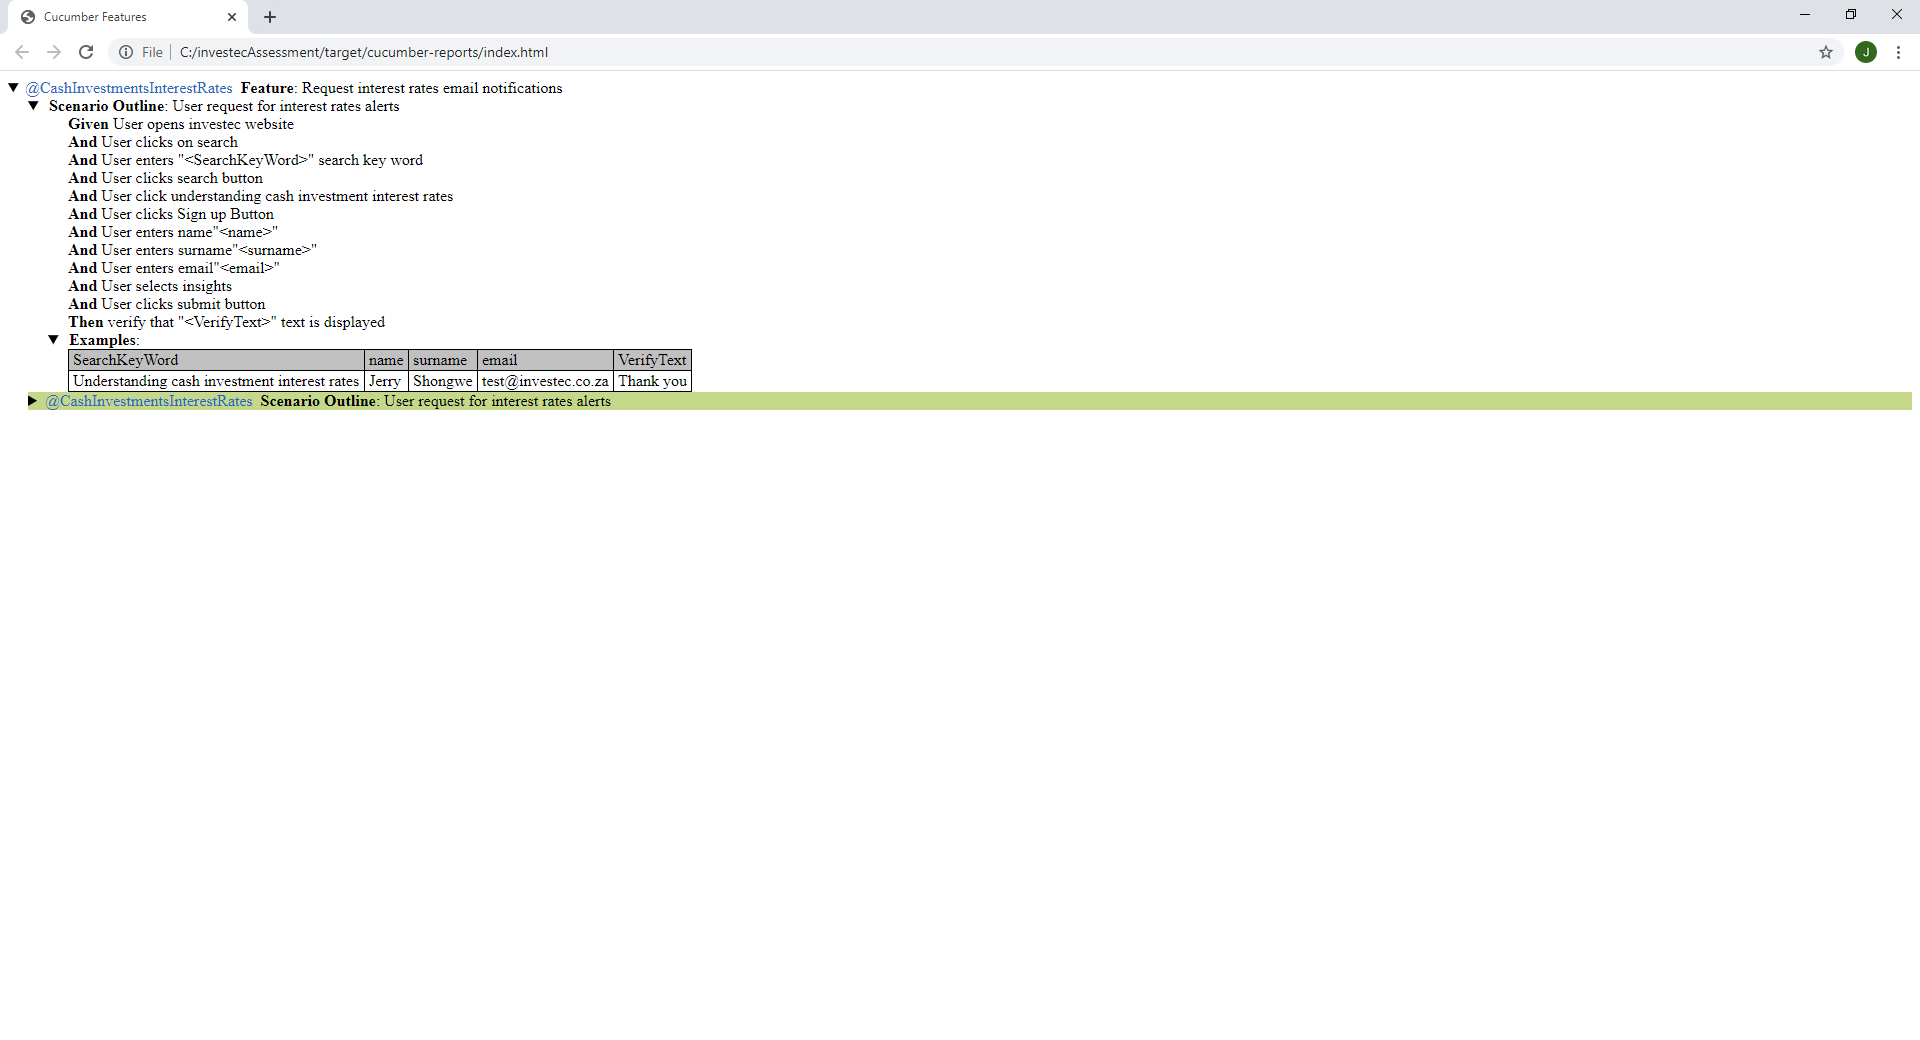 Cucumber Features
File C:/investecAssessment/target/cucumber-reports/index.html
J
@CashInvestmentsInterestRates Feature: Request interest rates email notifications
Scenario Outline: User request for interest rates alerts
Given User opens investec website
And User clicks on search
And User enters "<SearchKeyWord>" search key word
And User clicks search button
And User click understanding cash investment interest rates
And User clicks Sign up Button
And User enters name"<name>"
And User enters surname"<surname>"
And User enters email"<email>"
And User selects insights
And User clicks submit button
Then verify that "<VerifyText>" text is displayed
Examples:
SearchKeyWord name surname email VerifyText
Understanding cash investment interest rates Jerry Shongwe test@investec.co.za Thank you
@CashInvestmentsInterestRates Scenario Outline: User request for interest rates alerts